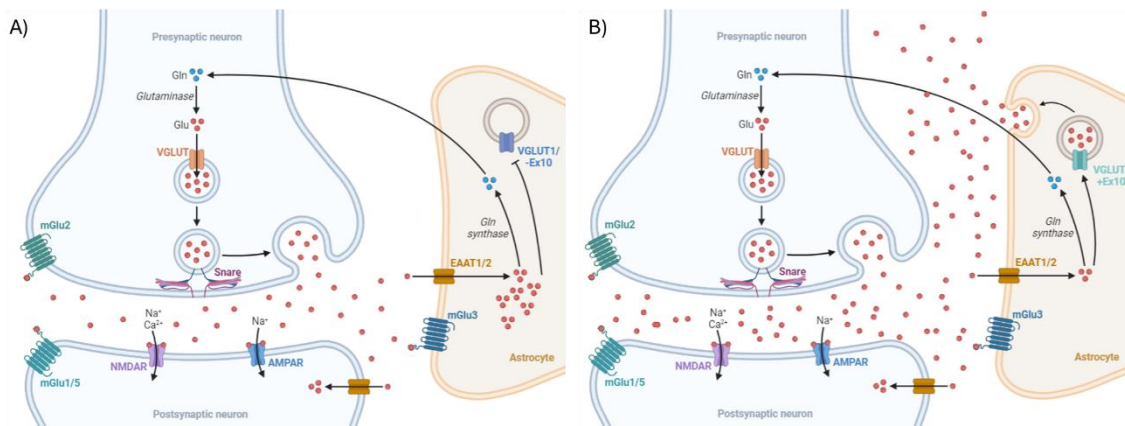 A)
Presynaptic neuron
Gln
Glutaminase
Glu
VGLUT
VGLUT1/
-Ex10
mGlu2
Gln
synthase
Snare
EAAT1/2
Na⁺
Ca²⁺
Na⁺
mGlu3
NMDAR
AMPAR
mGlu1/5
Astrocyte
Postsynaptic neuron
B)
Presynaptic neuron
Gln
Glutaminase
Glu
VGLUT
VGLUT
+Ex10
mGlu2
Gln
synthase
Snare
EAAT1/2
Na⁺
Ca²⁺
Na⁺
mGlu3
NMDAR
AMPAR
mGlu1/5
Astrocyte
Postsynaptic neuron